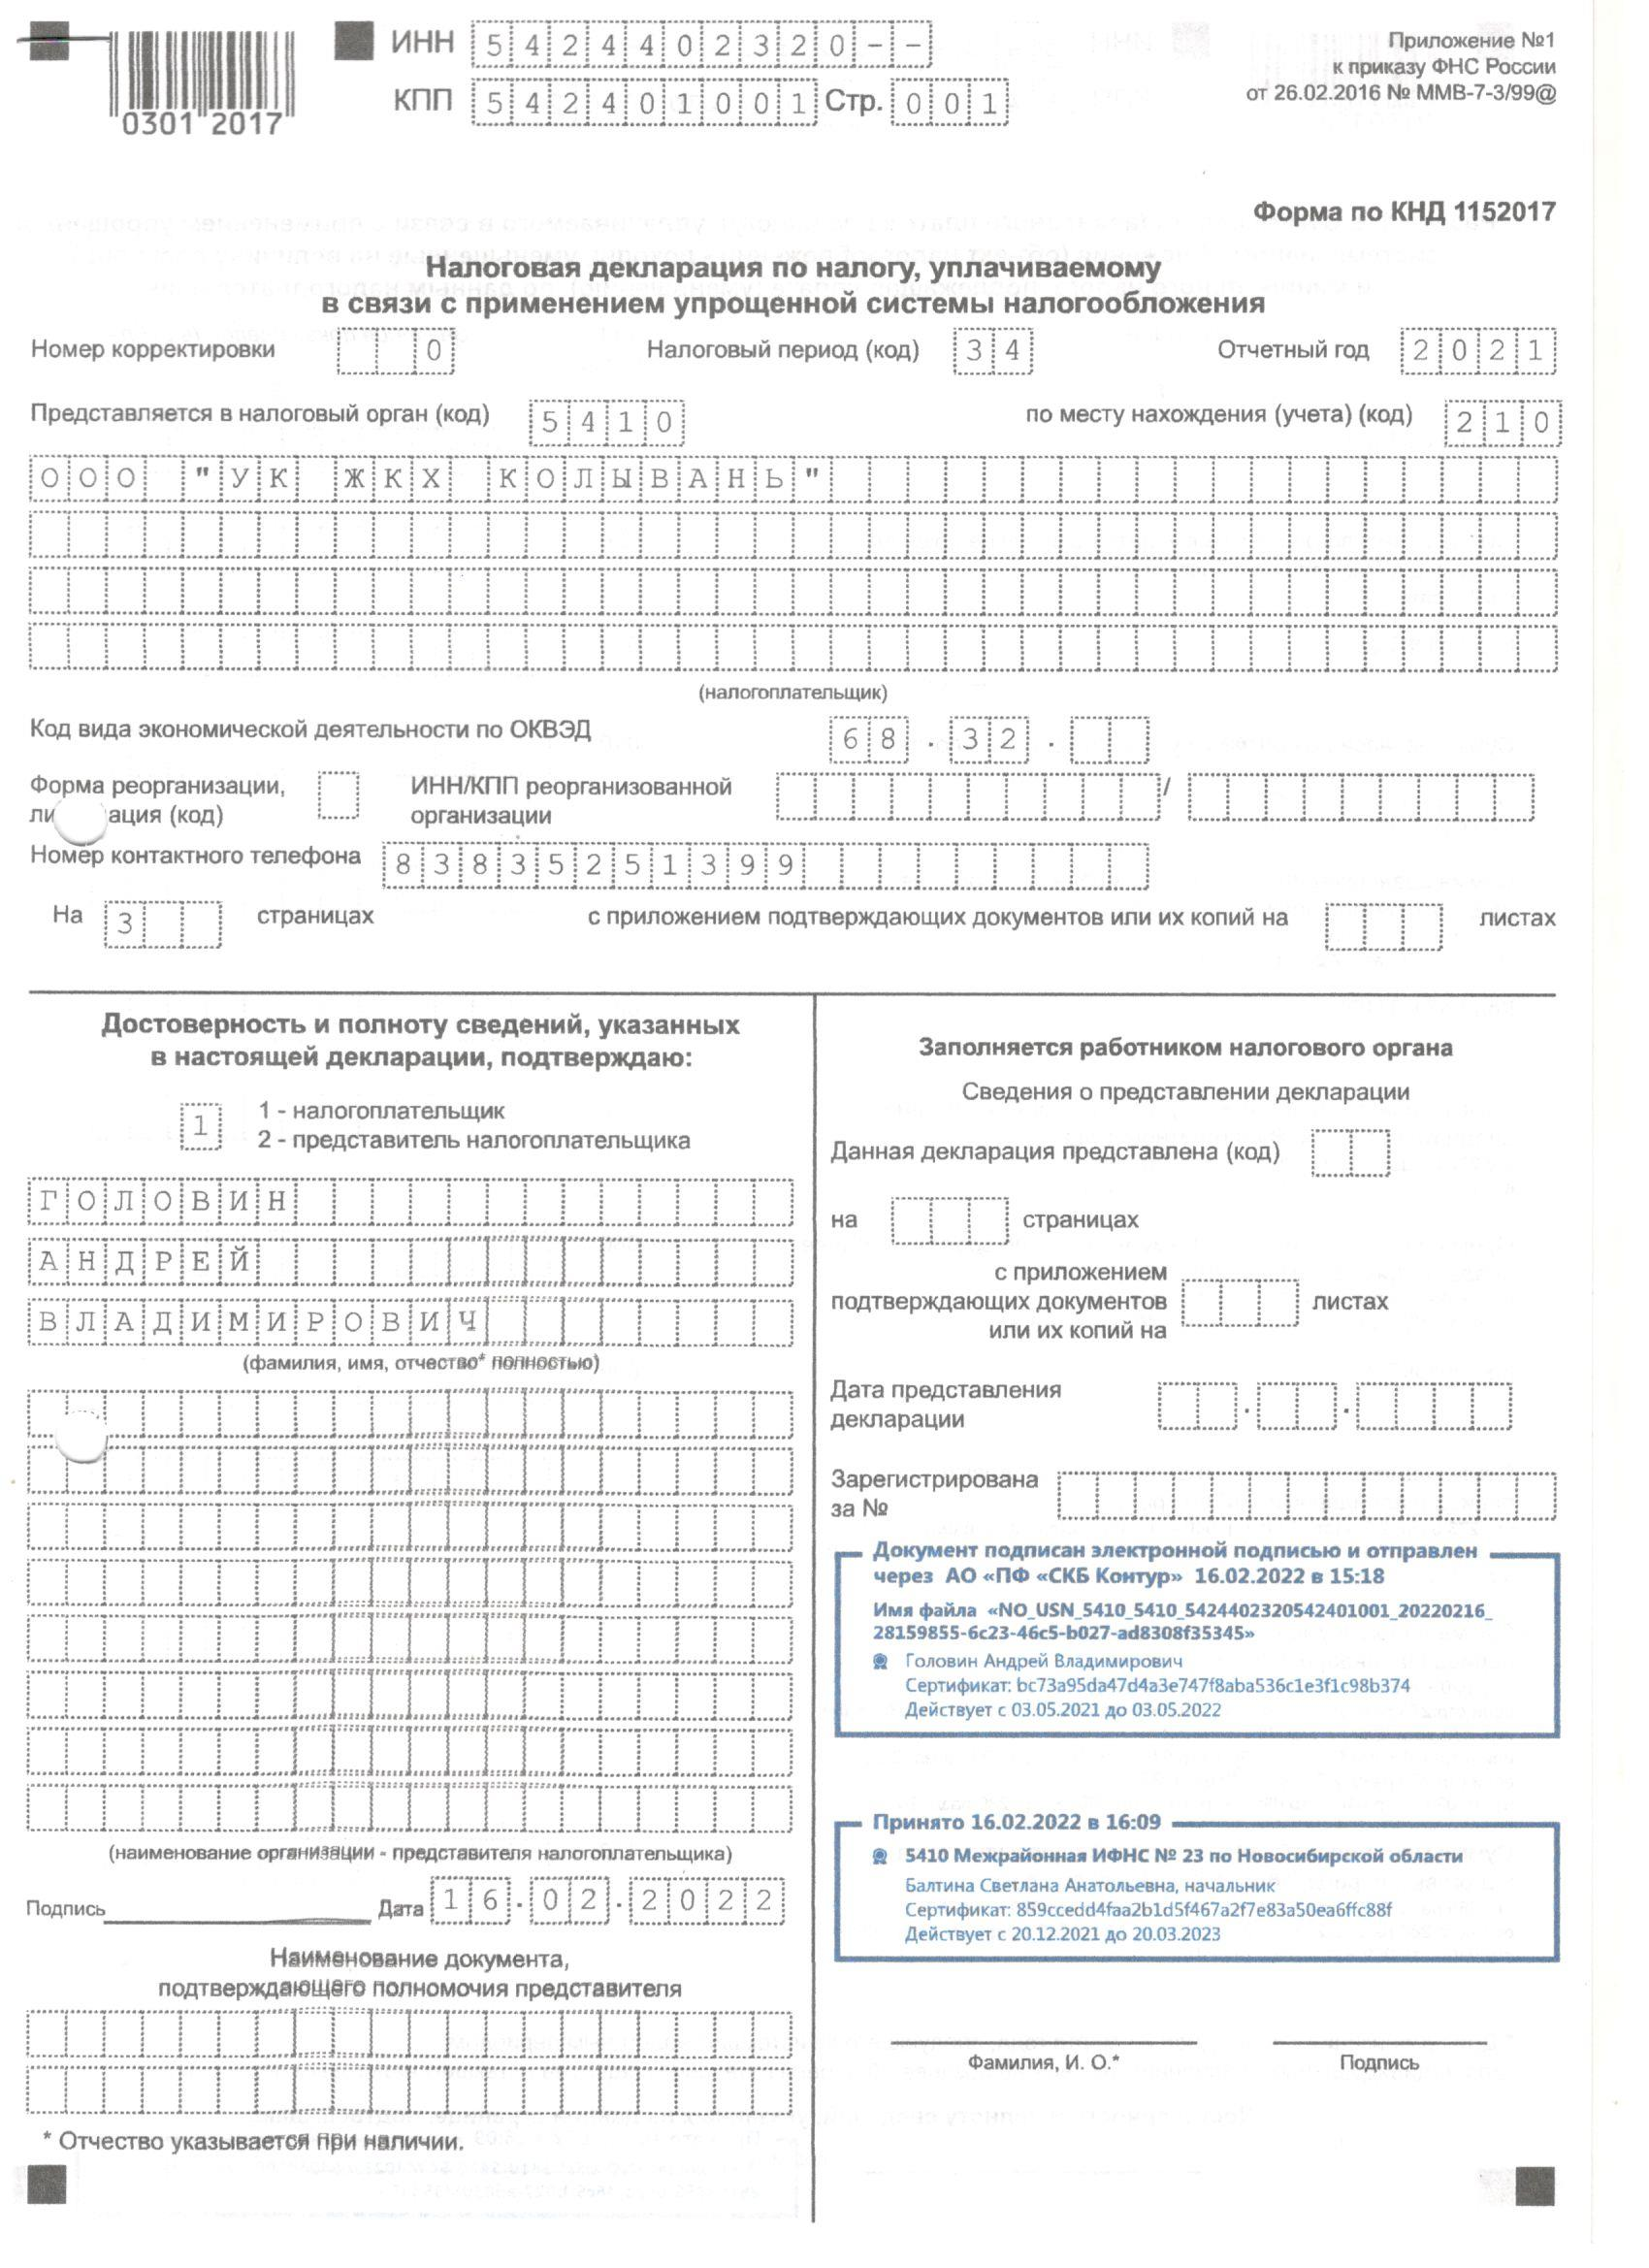 ИНН 5424402320--
Приложение №1
к приказу ФНС России
от 26.02.2016 № ММВ-7-3/99@
КПП 542401001 Стр. 001
0301 2017
Форма по КНД 1152017
Налоговая декларация по налогу, уплачиваемому
в связи с применением упрощенной системы налогообложения
Номер корректировки 0 Налоговый период (код) 34 Отчетный год 2021
Представляется в налоговый орган (код) 5410 по месту нахождения (учета) (код) 210
ООО "УК ЖКХ КОЛЫВАНЬ"
(налогоплательщик)
Код вида экономической деятельности по ОКВЭД 68.32.
Форма реорганизации, ИНН/КПП реорганизованной /
ация (код) организации
Номер контактного телефона 83835251399
На 3 страницах с приложением подтверждающих документов или их копий на листах
Достоверность и полноту сведений, указанных
в настоящей декларации, подтверждаю:
1 1 - налогоплательщик
2 - представитель налогоплательщика
ГОЛОВИН
АНДРЕЙ
ВЛАДИМИРОВИЧ
(фамилия, имя, отчество* полностью)
(наименование организации - представителя налогоплательщика)
Подпись Дата 16.02.2022
Наименование документа,
подтверждающего полномочия представителя
* Отчество указывается при наличии.
Заполняется работником налогового органа
Сведения о представлении декларации
Данная декларация представлена (код)
на страницах
с приложением
подтверждающих документов листах
или их копий на
Дата представления
декларации . .
Зарегистрирована
за №
Документ подписан электронной подписью и отправлен
через АО «ПФ «СКБ Контур» 16.02.2022 в 15:18
Имя файла «NO_USN_5410_5410_5424402320542401001_20220216_
28159855-6c23-46c5-b027-ad8308f35345»
Головин Андрей Владимирович
Сертификат: bc73a95da47d4a3e747f8aba536c1e3f1c98b374
Действует с 03.05.2021 до 03.05.2022
Принято 16.02.2022 в 16:09
5410 Межрайонная ИФНС № 23 по Новосибирской области
Балтина Светлана Анатольевна, начальник
Сертификат: 859ccedd4faa2b1d5f467a2f7e83a50ea6ffc88f
Действует с 20.12.2021 до 20.03.2023
Фамилия, И. О.* Подпись